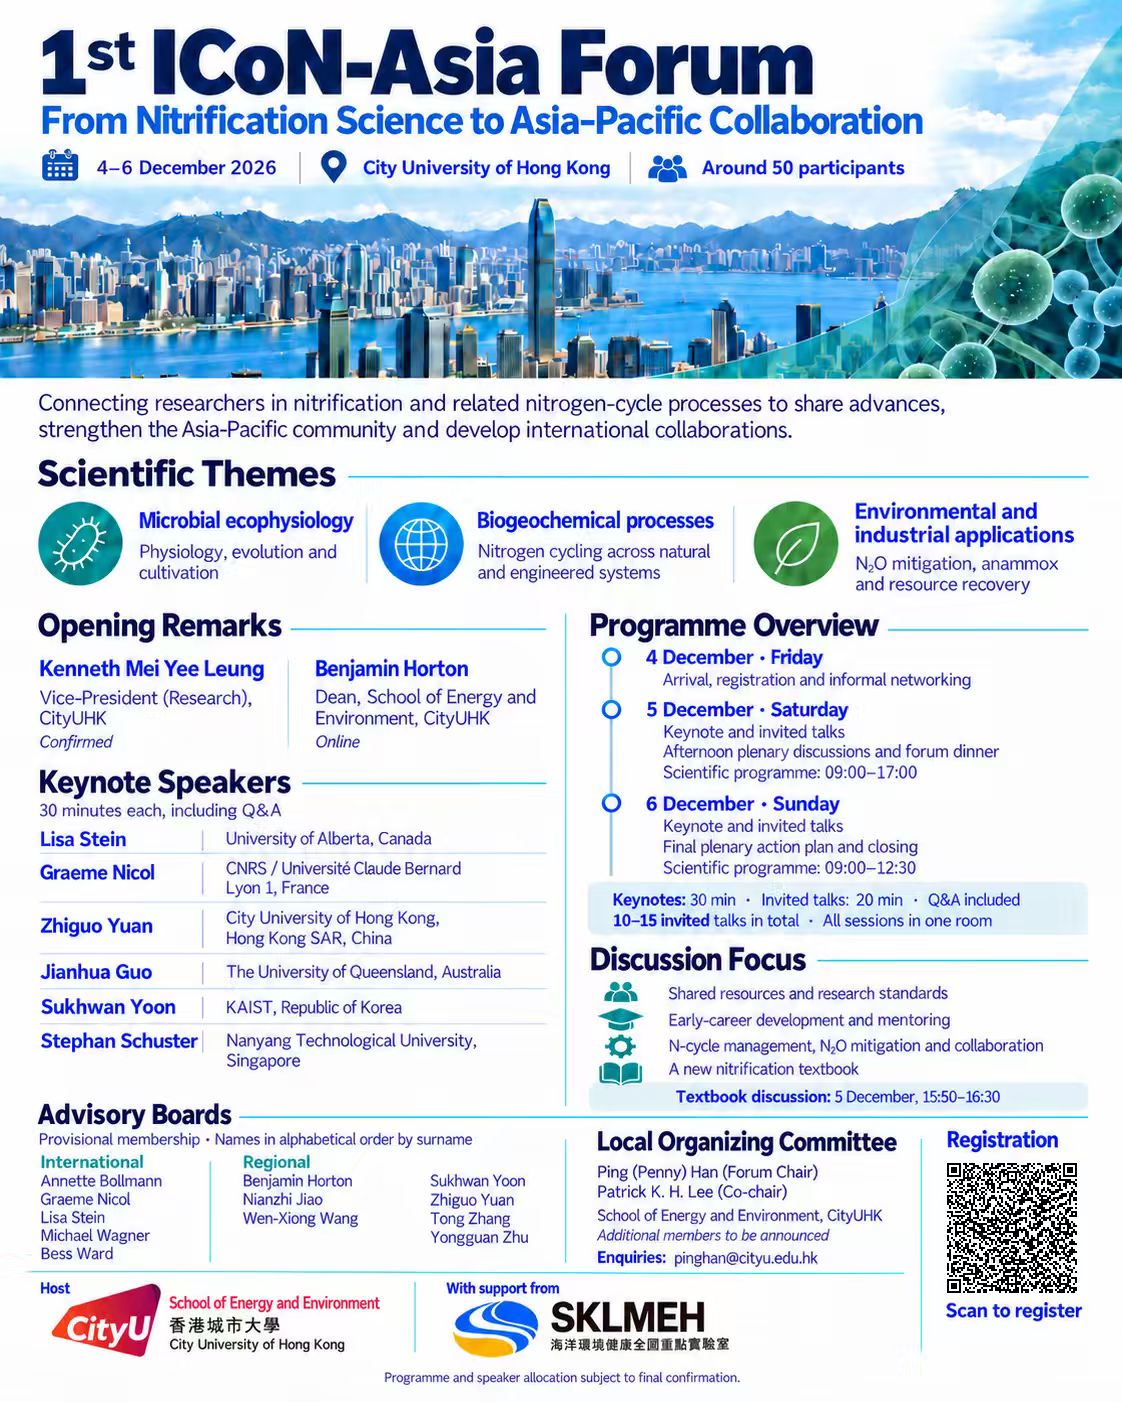 1st ICoN-Asia Forum
From Nitrification Science to Asia-Pacific Collaboration
4–6 December 2026
City University of Hong Kong
Around 50 participants
Connecting researchers in nitrification and related nitrogen-cycle processes to share advances,
strengthen the Asia-Pacific community and develop international collaborations.
Scientific Themes
Microbial ecophysiology
Physiology, evolution and
cultivation
Biogeochemical processes
Nitrogen cycling across natural
and engineered systems
Environmental and
industrial applications
N₂O mitigation, anammox
and resource recovery
Opening Remarks
Kenneth Mei Yee Leung
Vice-President (Research),
CityUHK
Confirmed
Benjamin Horton
Dean, School of Energy and
Environment, CityUHK
Online
Keynote Speakers
30 minutes each, including Q&A
Lisa Stein
University of Alberta, Canada
Graeme Nicol
CNRS / Université Claude Bernard
Lyon 1, France
Zhiguo Yuan
City University of Hong Kong,
Hong Kong SAR, China
Jianhua Guo
The University of Queensland, Australia
Sukhwan Yoon
KAIST, Republic of Korea
Stephan Schuster
Nanyang Technological University,
Singapore
Programme Overview
4 December · Friday
Arrival, registration and informal networking
5 December · Saturday
Keynote and invited talks
Afternoon plenary discussions and forum dinner
Scientific programme: 09:00–17:00
6 December · Sunday
Keynote and invited talks
Final plenary action plan and closing
Scientific programme: 09:00–12:30
Keynotes: 30 min · Invited talks: 20 min · Q&A included
10–15 invited talks in total · All sessions in one room
Discussion Focus
Shared resources and research standards
Early-career development and mentoring
N-cycle management, N₂O mitigation and collaboration
A new nitrification textbook
Textbook discussion: 5 December, 15:50–16:30
Advisory Boards
Provisional membership · Names in alphabetical order by surname
International
Annette Bollmann
Graeme Nicol
Lisa Stein
Michael Wagner
Bess Ward
Regional
Benjamin Horton
Nianzhi Jiao
Wen-Xiong Wang
Sukhwan Yoon
Zhiguo Yuan
Tong Zhang
Yongguan Zhu
Local Organizing Committee
Ping (Penny) Han (Forum Chair)
Patrick K. H. Lee (Co-chair)
School of Energy and Environment, CityUHK
Additional members to be announced
Enquiries: pinghan@cityu.edu.hk
Registration
Scan to register
Host
CityU
School of Energy and Environment
香港城市大學
City University of Hong Kong
With support from
SKLMEH
海洋環境健康全國重點實驗室
Programme and speaker allocation subject to final confirmation.